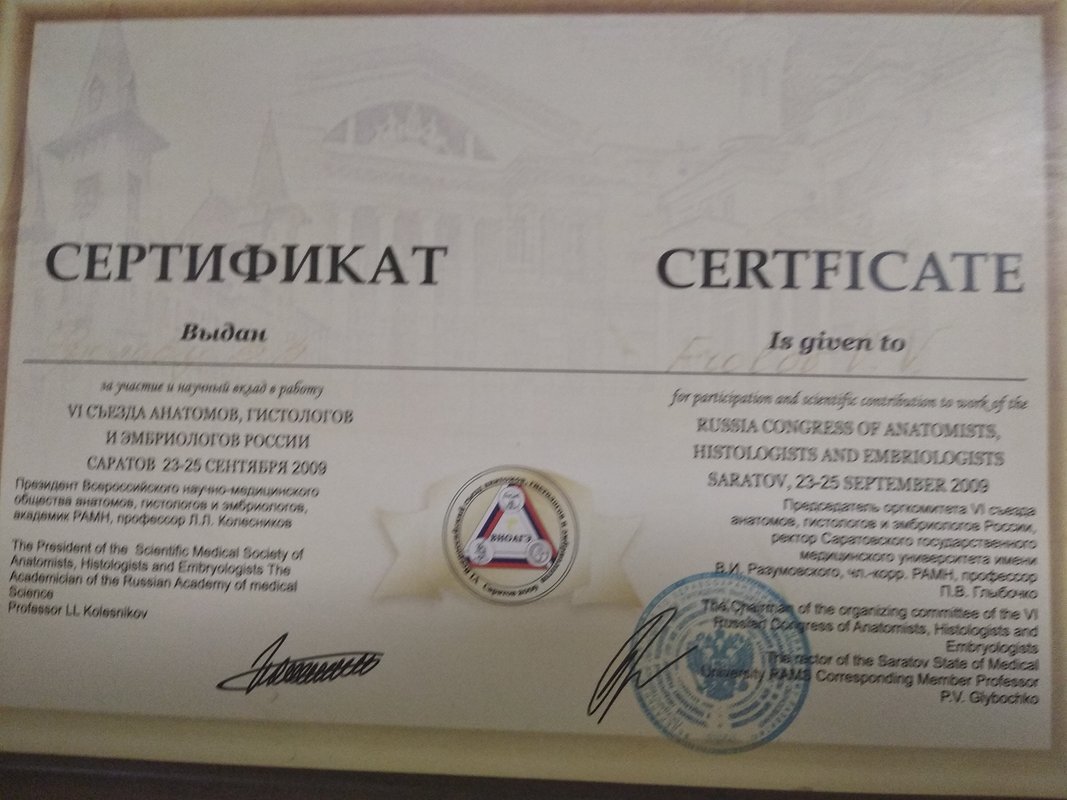 СЕРТИФИКАТ
Выдан
за участие и научный вклад в работу
VI СЪЕЗДА АНАТОМОВ, ГИСТОЛОГОВ
И ЭМБРИОЛОГОВ РОССИИ
САРАТОВ 23-25 СЕНТЯБРЯ 2009
Президент Всероссийского научно-медицинского
общества анатомов, гистологов и эмбриологов,
академик РАМН, профессор Л.Л. Колесников
The President of the Scientific Medical Society of
Anatomists, Histologists and Embryologists The
Academician of the Russian Academy of medical
Science
Professor LL Kolesnikov
ВНОАГЭ
Саратов 2009
CERTFICATE
Is given to
Frolov V. V
for participation and scientific contribution to work of the
RUSSIA CONGRESS OF ANATOMISTS,
HISTOLOGISTS AND EMBRIOLOGISTS
SARATOV, 23-25 SEPTEMBER 2009
Председатель оргкомитета VI съезда
анатомов, гистологов и эмбриологов России,
ректор Саратовского государственного
медицинского университета имени
В.И. Разумовского, чл.-корр. РАМН, профессор
П.В. Глыбочко
The Chairman of the organizing committee of the VI
Russian Congress of Anatomists, Histologists and
Embryologists
The rector of the Saratov State of Medical
University RAMS Corresponding Member Professor
P.V. Glybochko